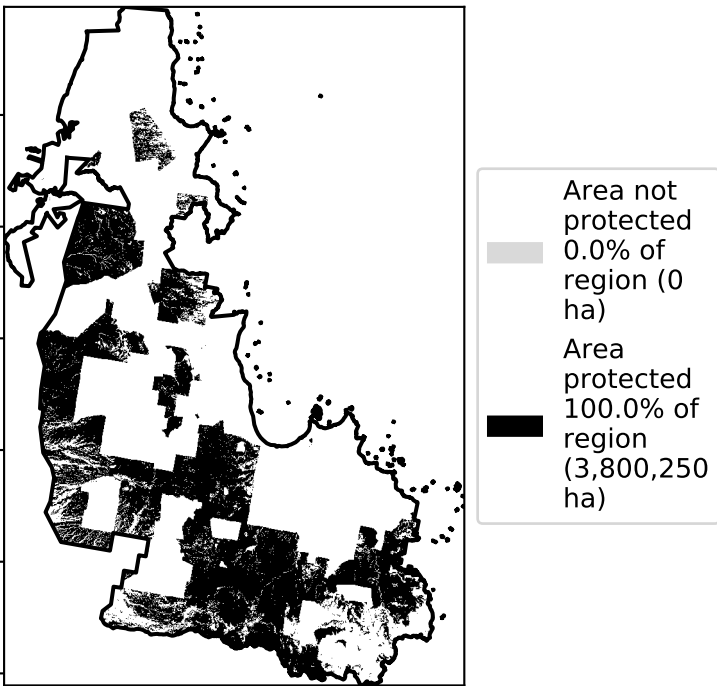 Area not
protected
0.0% of
region (0
ha)
Area
protected
100.0% of
region
(3,800,250
ha)